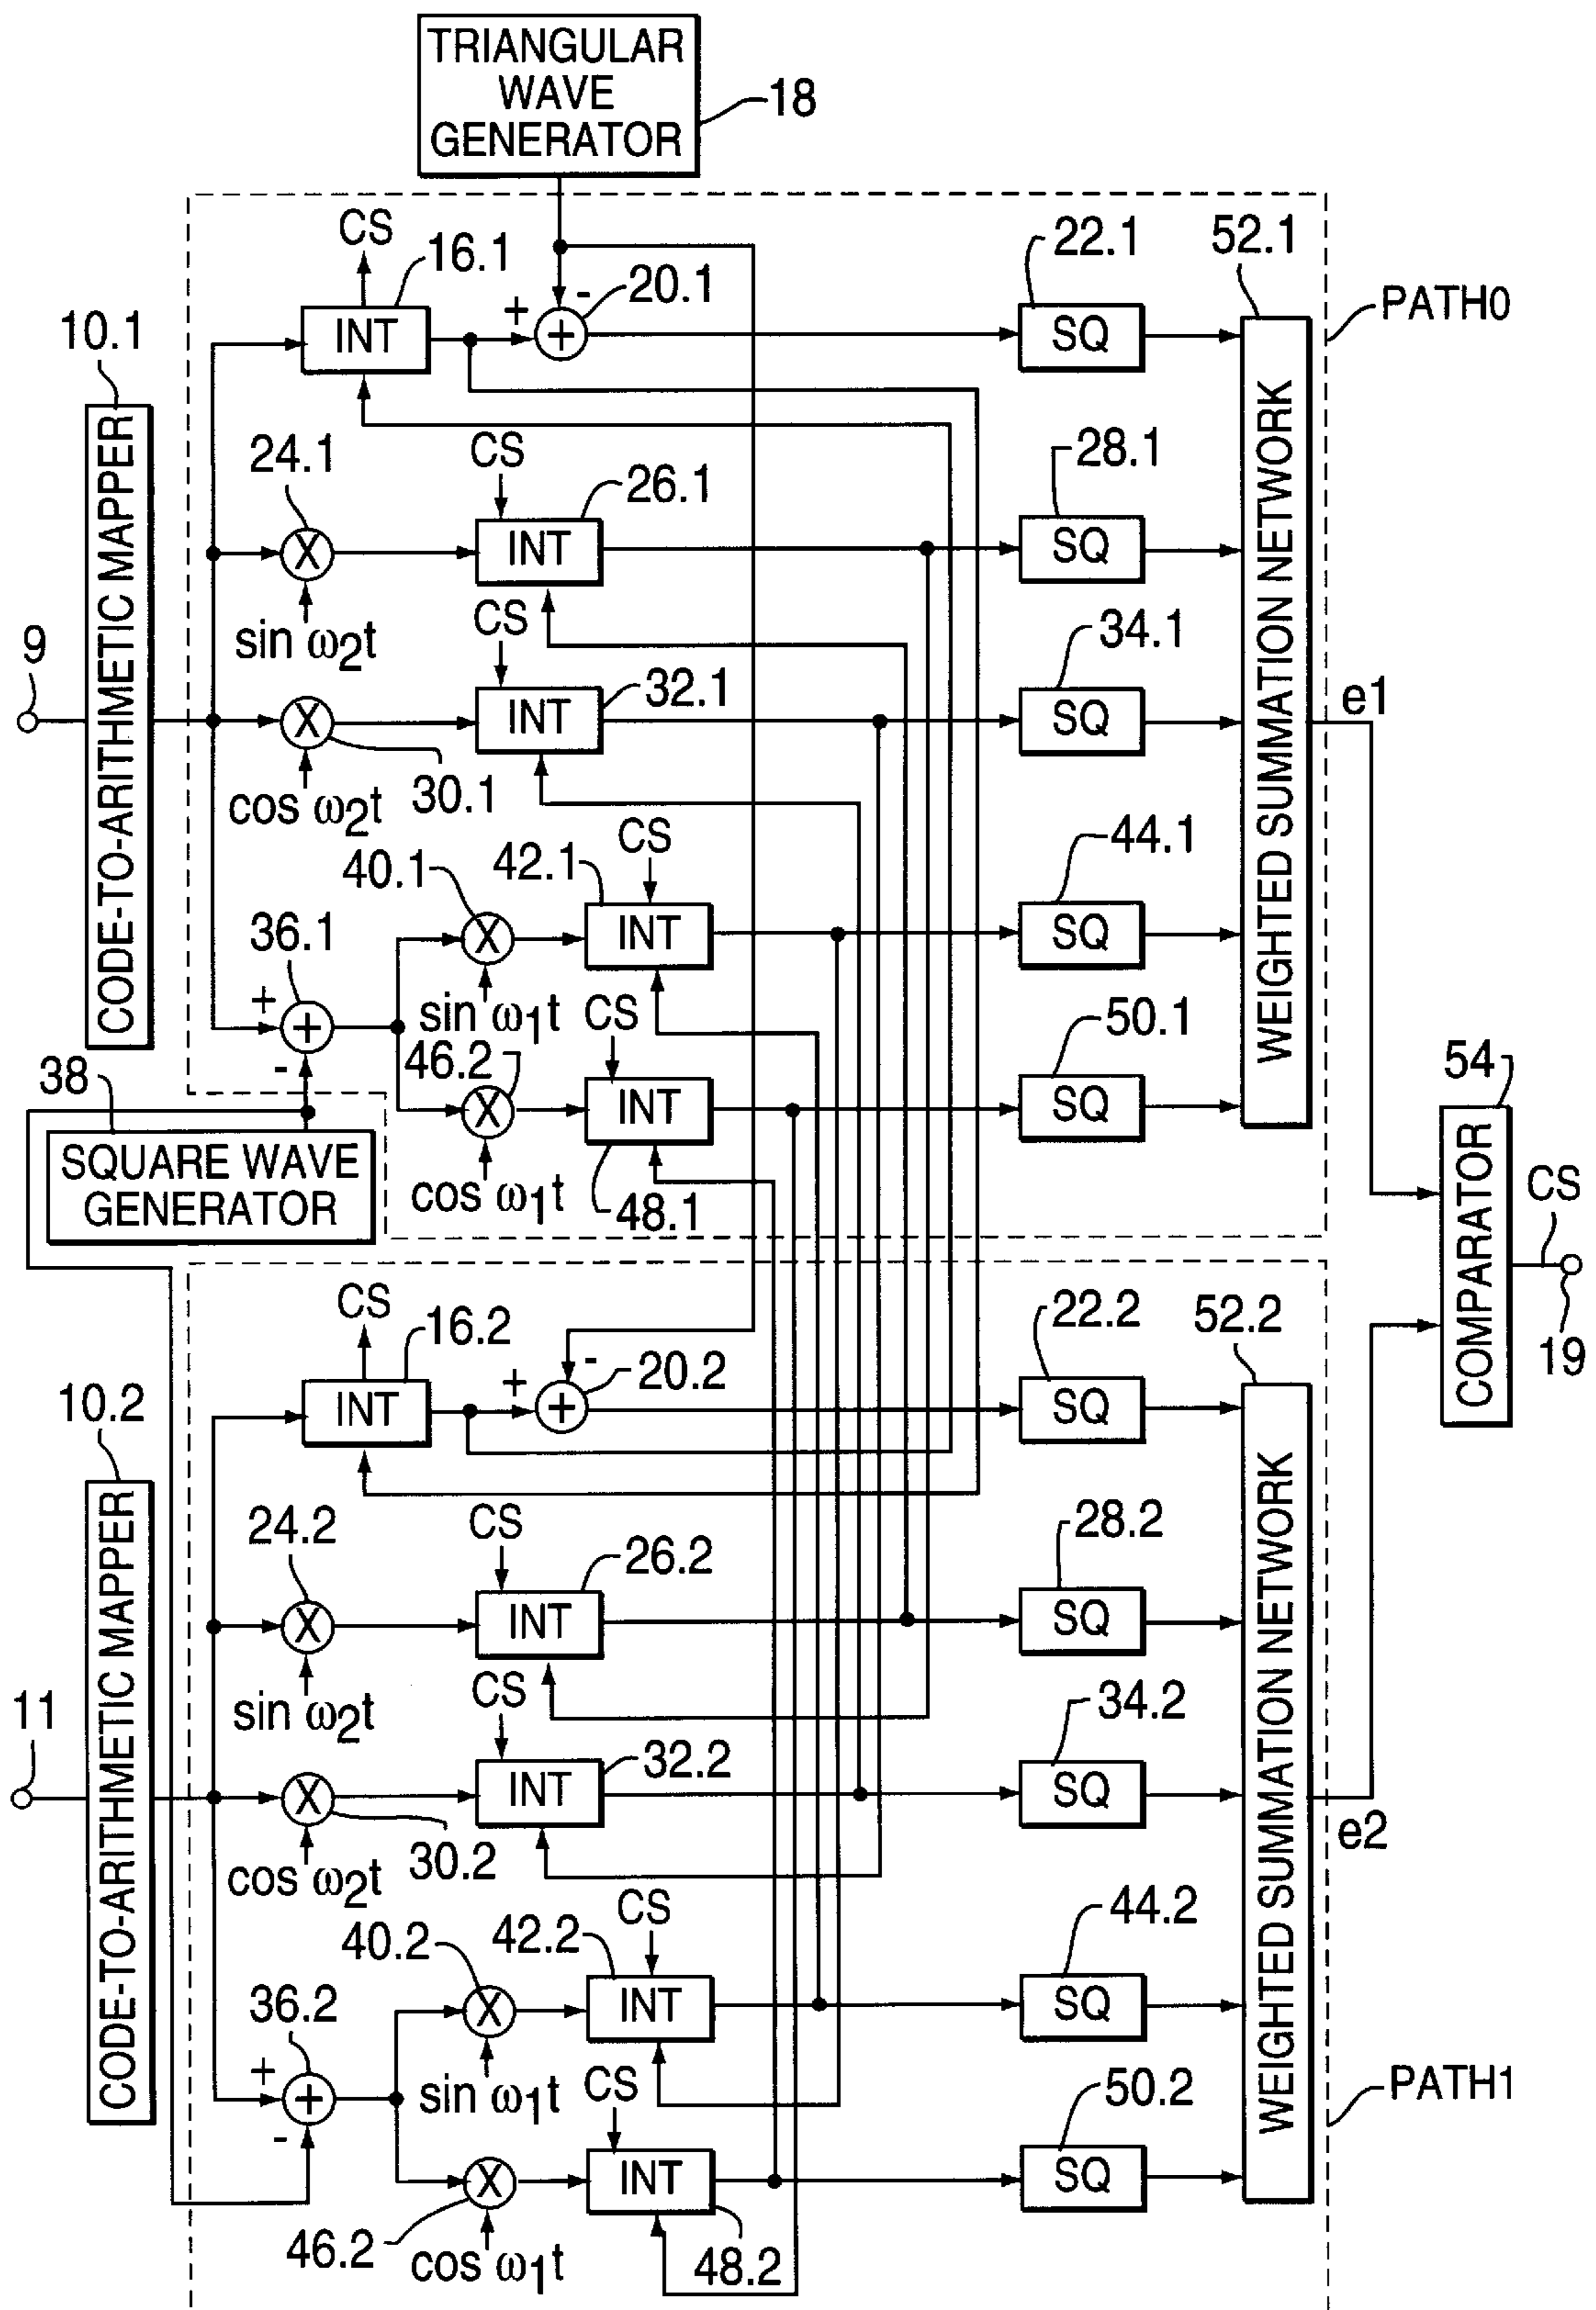 TRIANGULAR
WAVE
GENERATOR
18
CS
16.1
-
20.1
22.1
52.1
PATH0
10.1
INT
+
+
SQ
CODE-TO-ARITHMETIC MAPPER
24.1
CS
26.1
28.1
X
INT
SQ
sin ω2t
CS
34.1
WEIGHTED SUMMATION NETWORK
9
X
INT
32.1
SQ
e1
cos ω2t
30.1
CS
40.1
42.1
44.1
36.1
X
INT
SQ
+
+
-
sin ω1t
CS
50.1
38
46.2
X
INT
SQ
54
SQUARE WAVE
GENERATOR
cos ω1t
48.1
COMPARATOR
CS
19
CS
16.2
-
20.2
22.2
52.2
10.2
INT
+
+
SQ
CODE-TO-ARITHMETIC MAPPER
24.2
CS
26.2
28.2
X
INT
SQ
sin ω2t
CS
34.2
WEIGHTED SUMMATION NETWORK
11
X
INT
32.2
SQ
e2
cos ω2t
30.2
CS
40.2
42.2
44.2
36.2
X
INT
SQ
+
+
-
sin ω1t
CS
50.2
PATH1
X
INT
SQ
46.2
cos ω1t
48.2